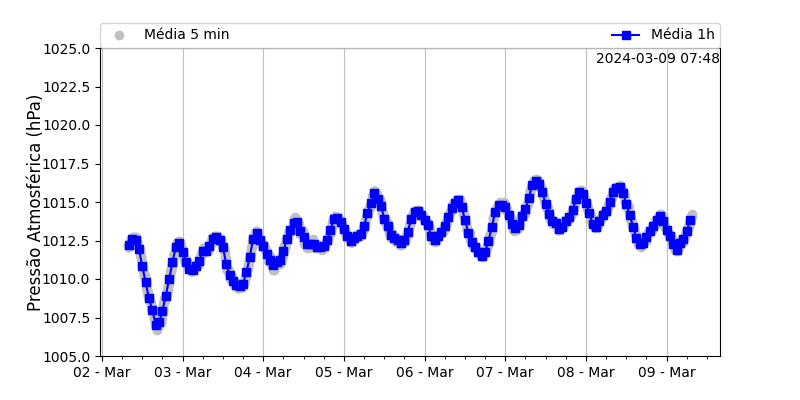 Média 5 min
Média 1h
2024-03-09 07:48
Pressão Atmosférica (hPa)
1025.0
1022.5
1020.0
1017.5
1015.0
1012.5
1010.0
1007.5
1005.0
02 - Mar
03 - Mar
04 - Mar
05 - Mar
06 - Mar
07 - Mar
08 - Mar
09 - Mar